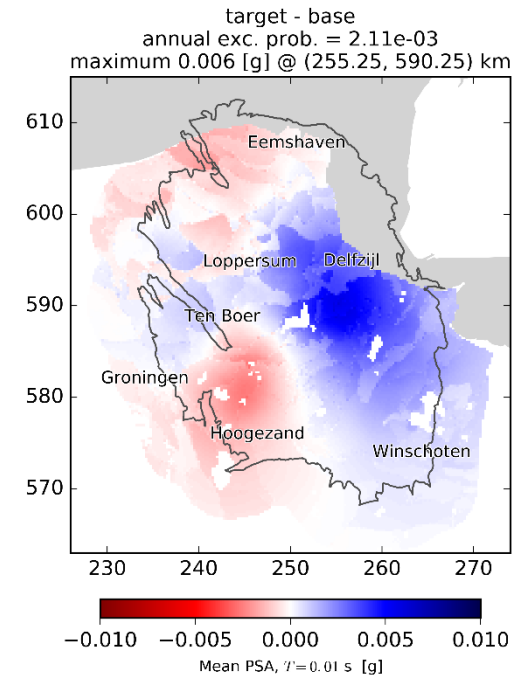 target - base
annual exc. prob. = 2.11e-03
maximum 0.006 [g] @ (255.25, 590.25) km
610
Eemshaven
600
Loppersum
Delfzijl
590
Ten Boer
Groningen
580
Hoogezand
Winschoten
570
230 240 250 260 270
−0.010 −0.005 0.000 0.005 0.010
Mean PSA, T=0.01 s [g]